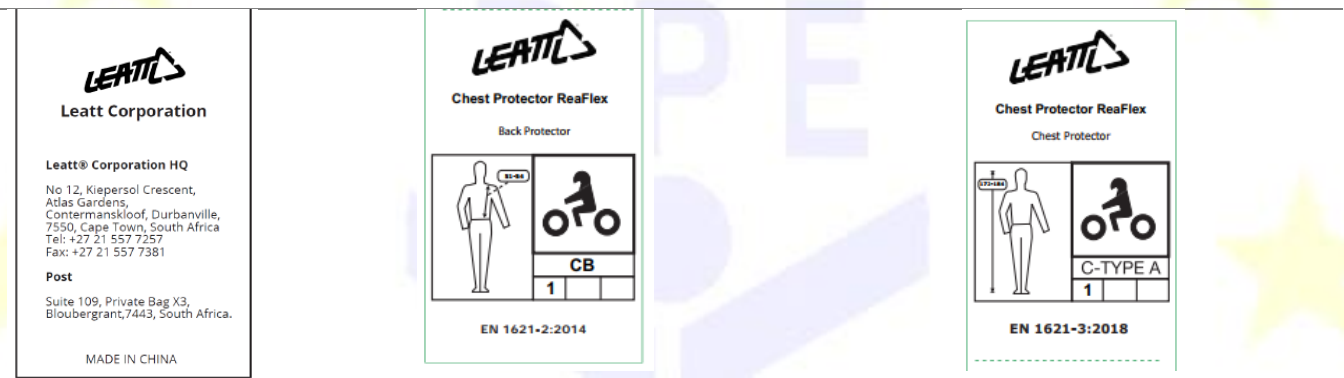 LEATT
Leatt Corporation
Leatt® Corporation HQ
No 12, Kiepersol Crescent,
Atlas Gardens,
Contermanskloof, Durbanville,
7550, Cape Town, South Africa
Tel: +27 21 557 7257
Fax: +27 21 557 7381
Post
Suite 109, Private Bag X3,
Bloubergrant,7443, South Africa.
MADE IN CHINA
LEATT
Chest Protector ReaFlex
Back Protector
CB
1
EN 1621-2:2014
LEATT
Chest Protector ReaFlex
Chest Protector
C-TYPE A
1
EN 1621-3:2018
PPE